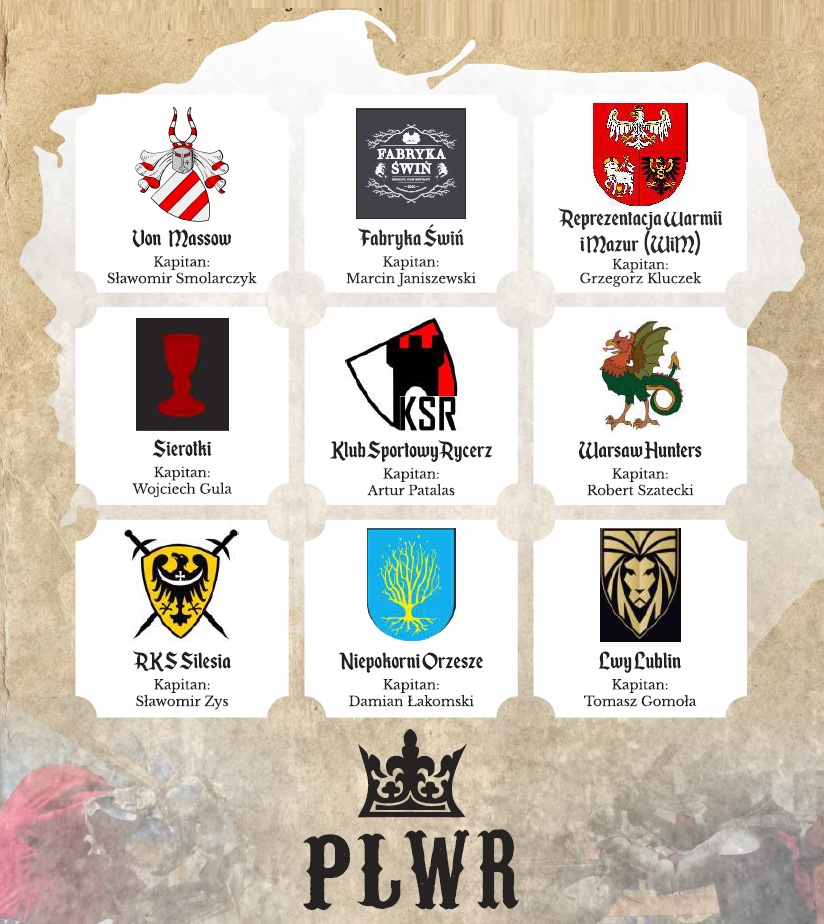 FABRYKA
ŚWIŃ
Von Massow
Kapitan:
Sławomir Smolarczyk
Fabryka Świń
Kapitan:
Marcin Janiszewski
Reprezentacja Warmii
i Mazur (WiM)
Kapitan:
Grzegorz Kluczek
Sierotki
Kapitan:
Wojciech Gula
KSR
Klub Sportowy Rycerz
Kapitan:
Artur Patalas
Warsaw Hunters
Kapitan:
Robert Szatecki
RKS Silesia
Kapitan:
Sławomir Zys
Niepokorni Orzesze
Kapitan:
Damian Łakomski
Lwy Lublin
Kapitan:
Tomasz Gomoła
PLWR